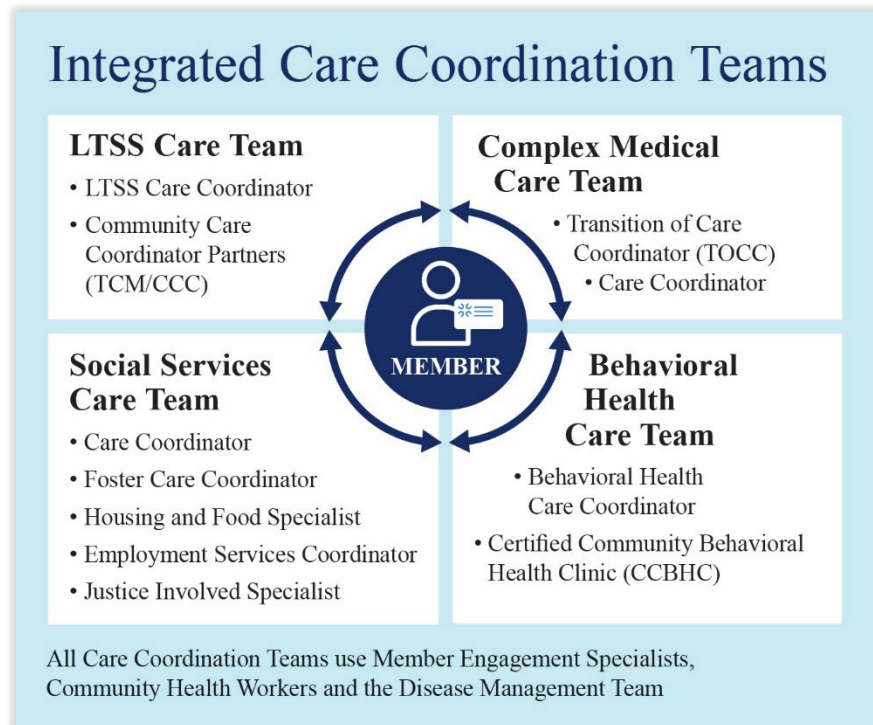 Integrated Care Coordination Teams
LTSS Care Team
• LTSS Care Coordinator
• Community Care
Coordinator Partners
(TCM/CCC)
Complex Medical
Care Team
• Transition of Care
Coordinator (TOCC)
• Care Coordinator
MEMBER
Social Services
Care Team
• Care Coordinator
• Foster Care Coordinator
• Housing and Food Specialist
• Employment Services Coordinator
• Justice Involved Specialist
Behavioral
Health
Care Team
• Behavioral Health
Care Coordinator
• Certified Community Behavioral
Health Clinic (CCBHC)
All Care Coordination Teams use Member Engagement Specialists,
Community Health Workers and the Disease Management Team